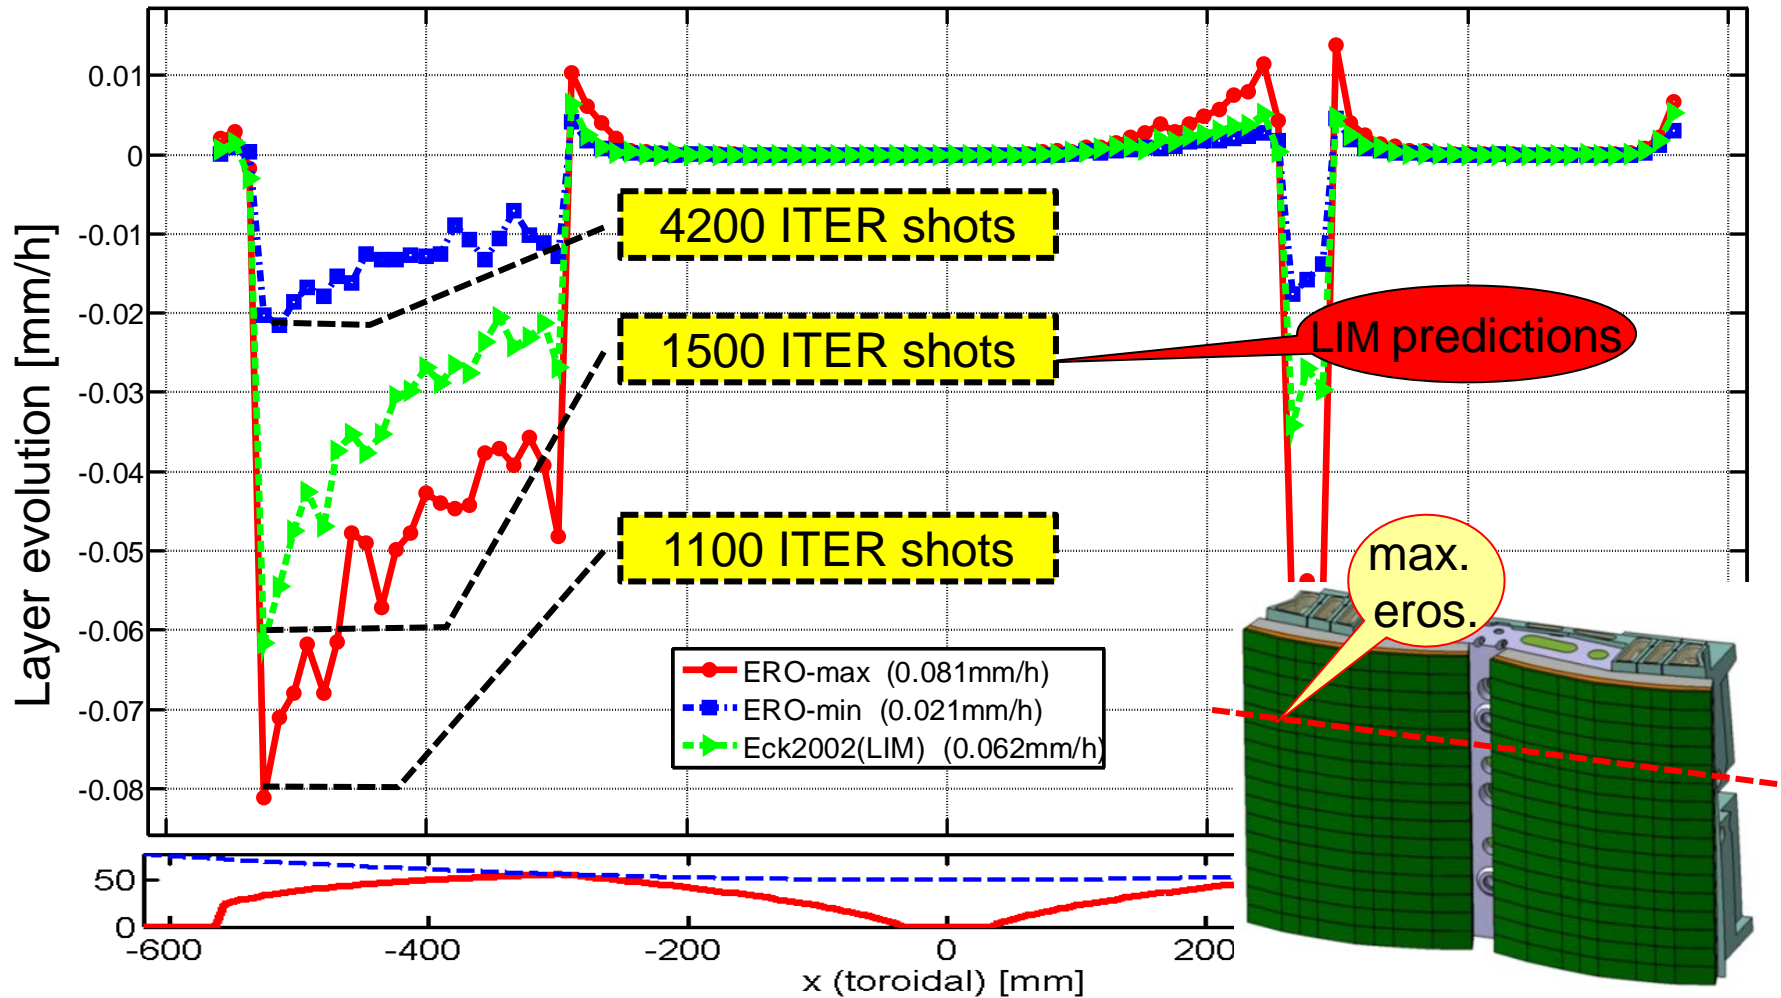 Layer evolution [mm/h]
0.01
0
-0.01
-0.02
-0.03
-0.04
-0.05
-0.06
-0.07
-0.08
4200 ITER shots
1500 ITER shots
LIM predictions
1100 ITER shots
max.
eros.
ERO-max (0.081mm/h)
ERO-min (0.021mm/h)
Eck2002(LIM) (0.062mm/h)
50
0
-600
-400
-200
0
200
x (toroidal) [mm]